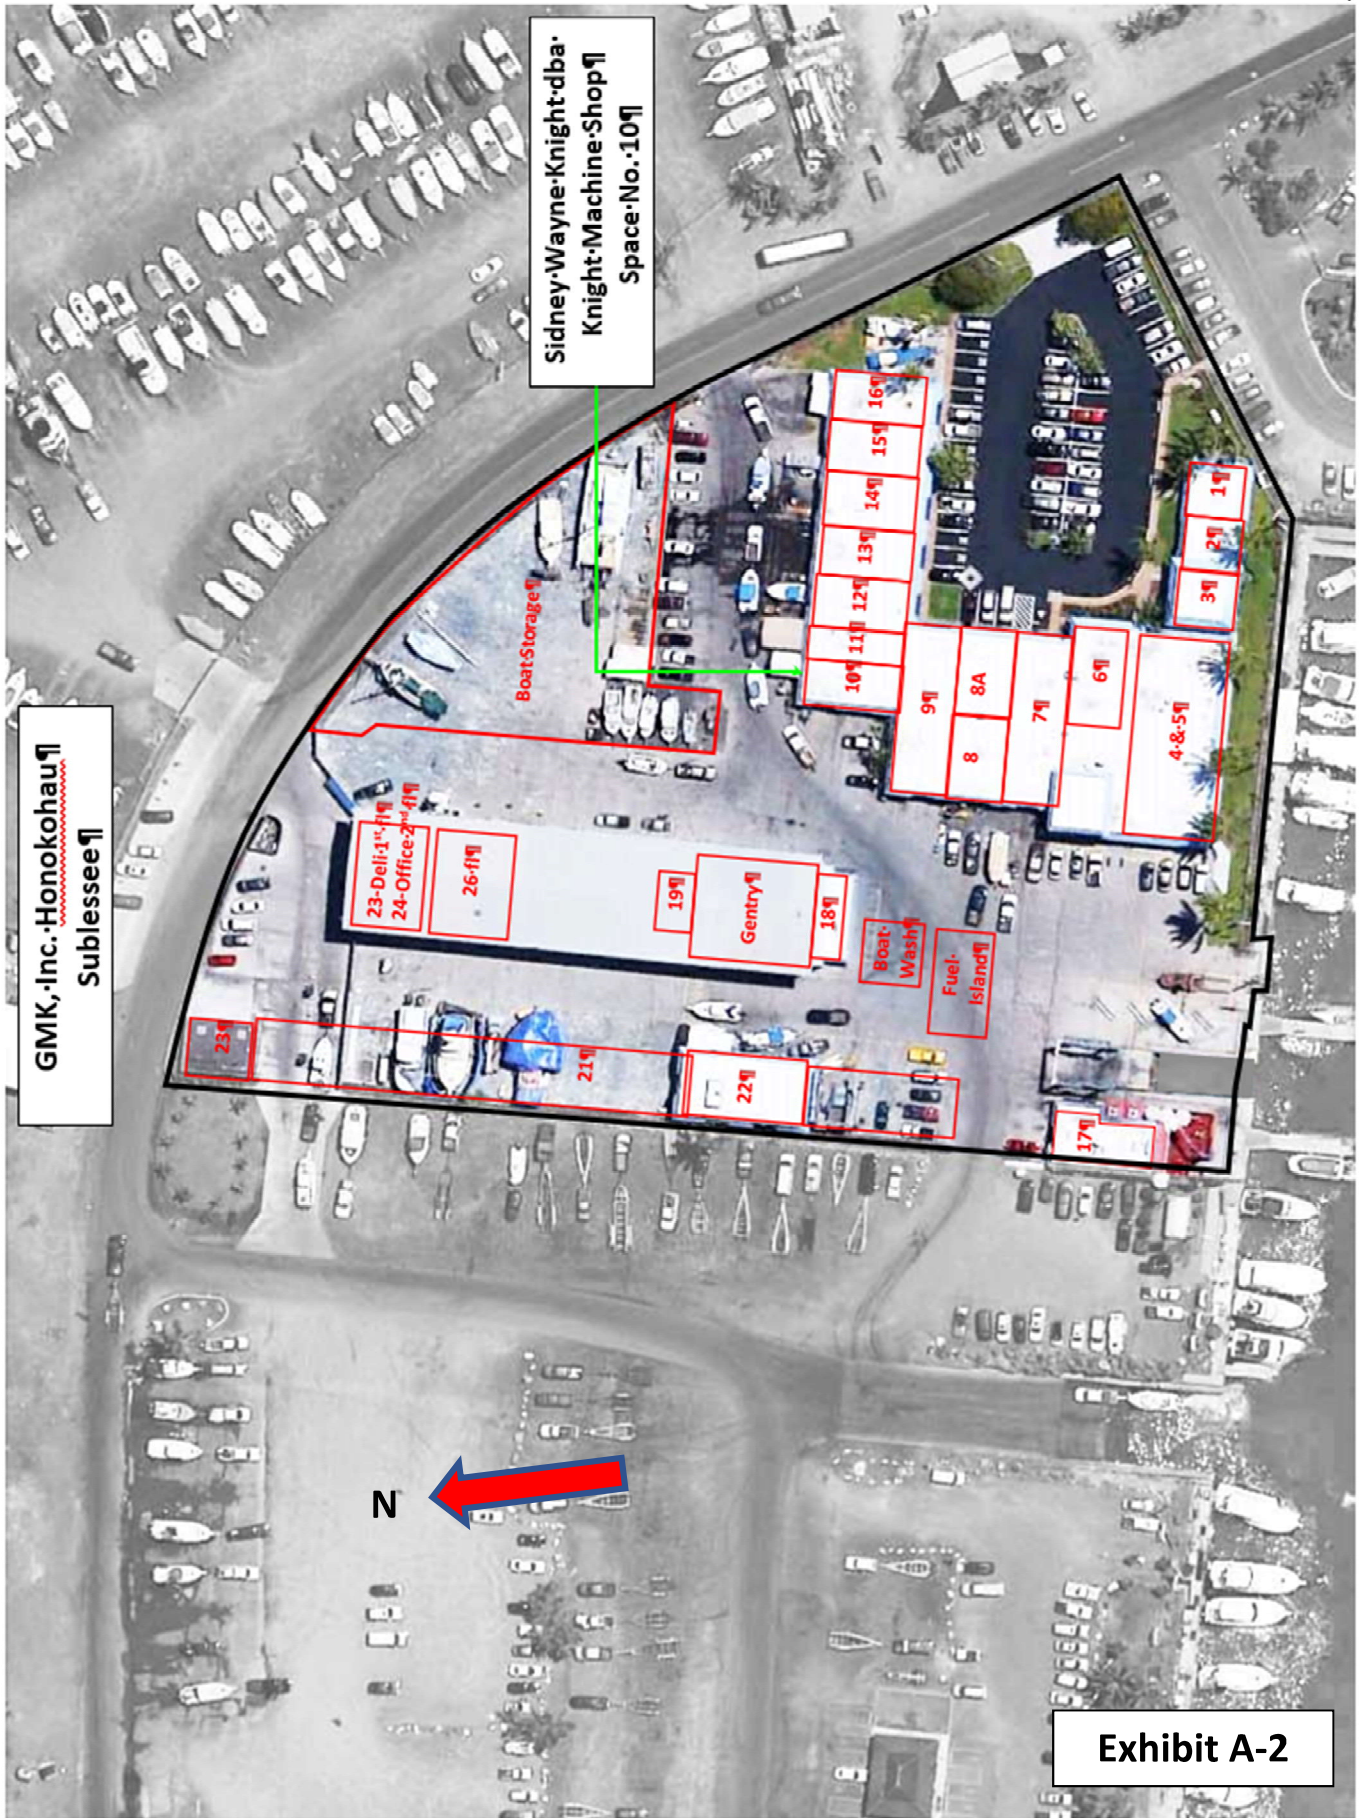 Sidney·Wayne·Knight·dba·
Knight·Machine·Shop¶
Space·No.·10¶
GMK,·Inc.·Honokohau¶
Sublessee¶
16¶
15¶
14¶
13¶
12¶
11¶
10¶
1¶
2¶
3¶
Boat·Storage¶
9¶
8A
8
7¶
6¶
4·&·5¶
23-Deli·1st·fl¶
24-Office·2nd·fl¶
26·fl¶
19¶
Gentry¶
18¶
Boat·
Wash¶
Fuel·
Island¶
23¶
21¶
22¶
17¶
N
Exhibit A-2